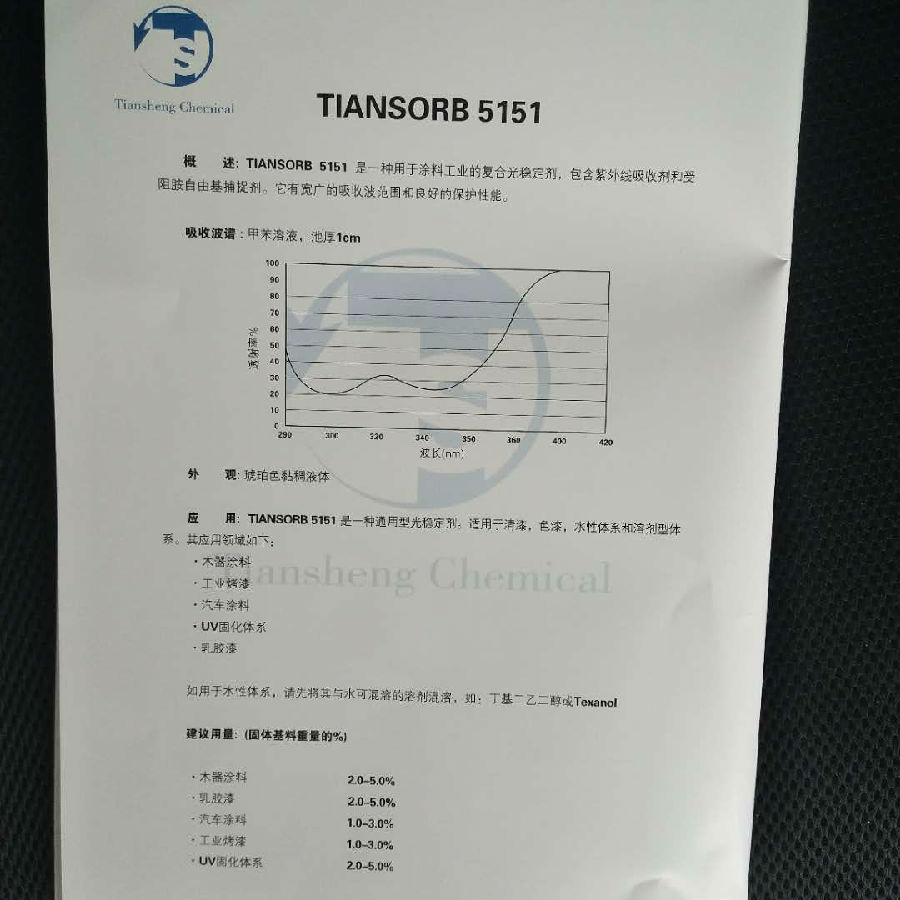 TS
Tiansheng Chemical
TIANSORB 5151
概 述: TIANSORB 5151 是一种用于涂料工业的复合光稳定剂，包含紫外线吸收剂和受
阻胺自由基捕捉剂。它有宽广的吸收波范围和良好的保护性能。
吸收波谱：甲苯溶液，池厚1cm
100
90
80
70
60
50
40
30
20
10
0
透射率%
290 300 320 340 350 360 400 420
波长(nm)
外 观: 琥珀色黏稠液体
应 用: TIANSORB 5151 是一种通用型光稳定剂，适用于清漆，色漆，水性体系和溶剂型体
系。其应用领域如下：
·木器涂料
Tiansheng Chemical
·工业烤漆
·汽车涂料
·UV固化体系
·乳胶漆
如用于水性体系，请先将其与水可混溶的溶剂混溶，如：丁基二乙二醇或Texanol
建议用量: (固体基料重量的%)
·木器涂料 2.0–5.0%
·乳胶漆 2.0–5.0%
·汽车涂料 1.0–3.0%
·工业烤漆 1.0–3.0%
·UV固化体系 2.0–5.0%